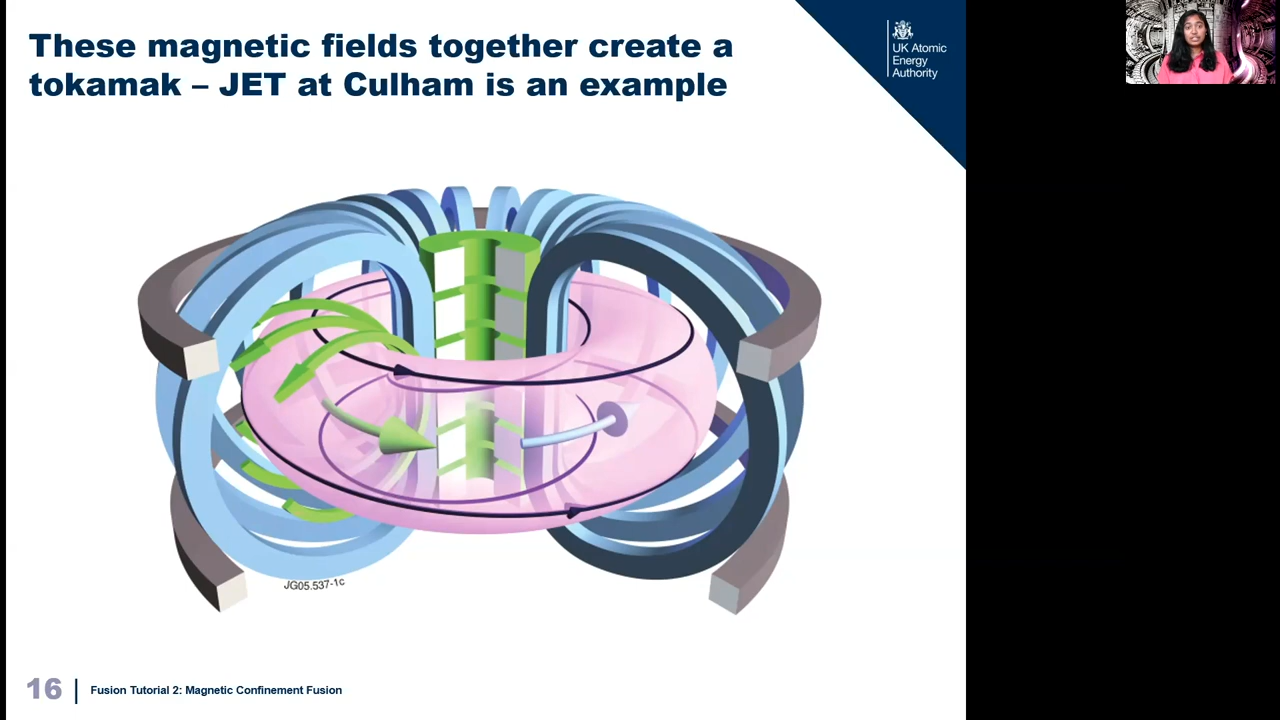 These magnetic fields together create a
tokamak – JET at Culham is an example
UK Atomic
Energy
Authority
JG05.537-1c
16
Fusion Tutorial 2: Magnetic Confinement Fusion